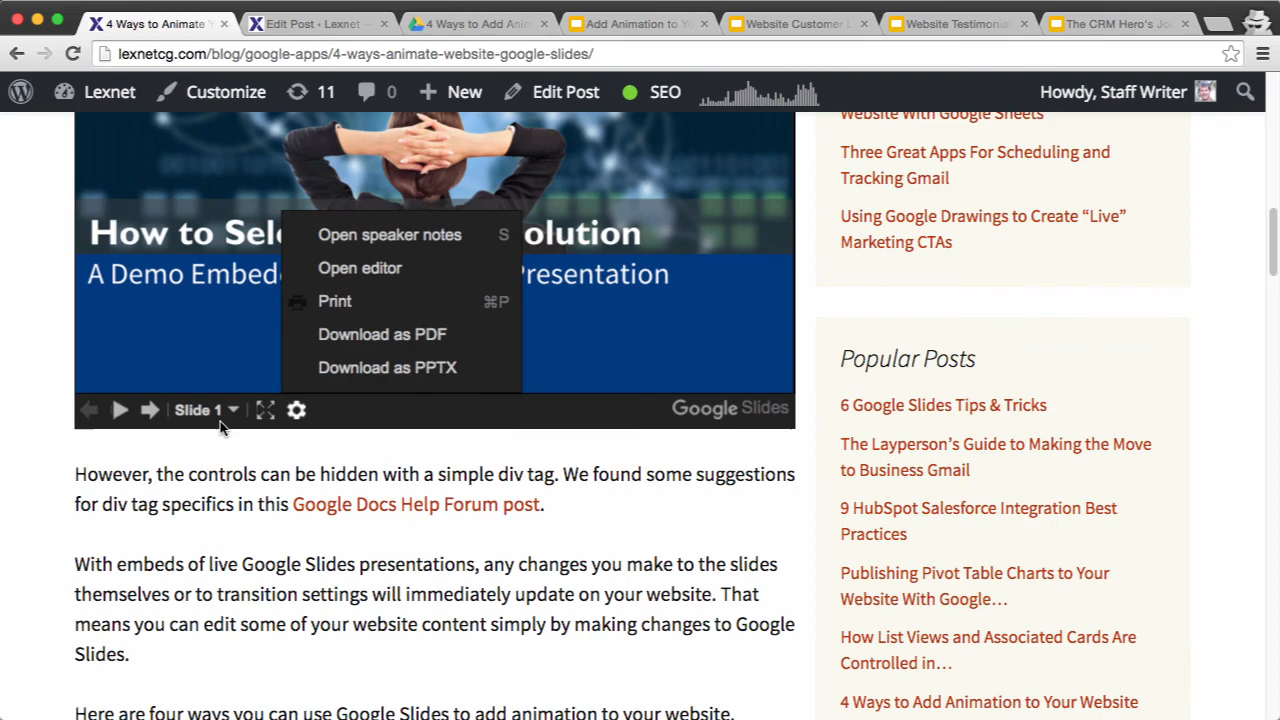 4 Ways to Animate Y
Edit Post ‹ Lexnet —
4 Ways to Add Anim
Add Animation to Yo
Website Customer L
Website Testimonia
The CRM Hero's Jo
lexnetcg.com/blog/google-apps/4-ways-animate-website-google-slides/
Lexnet
Customize
11
0
New
Edit Post
SEO
Howdy, Staff Writer
How to Sele
olution
A Demo Embed
Presentation
Open speaker notes S
Open editor
Print ⌘P
Download as PDF
Download as PPTX
Slide 1
Google Slides
However, the controls can be hidden with a simple div tag. We found some suggestions
for div tag specifics in this Google Docs Help Forum post.
With embeds of live Google Slides presentations, any changes you make to the slides
themselves or to transition settings will immediately update on your website. That
means you can edit some of your website content simply by making changes to Google
Slides.
Here are four ways you can use Google Slides to add animation to your website.
Website With Google Sheets
Three Great Apps For Scheduling and
Tracking Gmail
Using Google Drawings to Create “Live”
Marketing CTAs
Popular Posts
6 Google Slides Tips & Tricks
The Layperson’s Guide to Making the Move
to Business Gmail
9 HubSpot Salesforce Integration Best
Practices
Publishing Pivot Table Charts to Your
Website With Google…
How List Views and Associated Cards Are
Controlled in…
4 Ways to Add Animation to Your Website